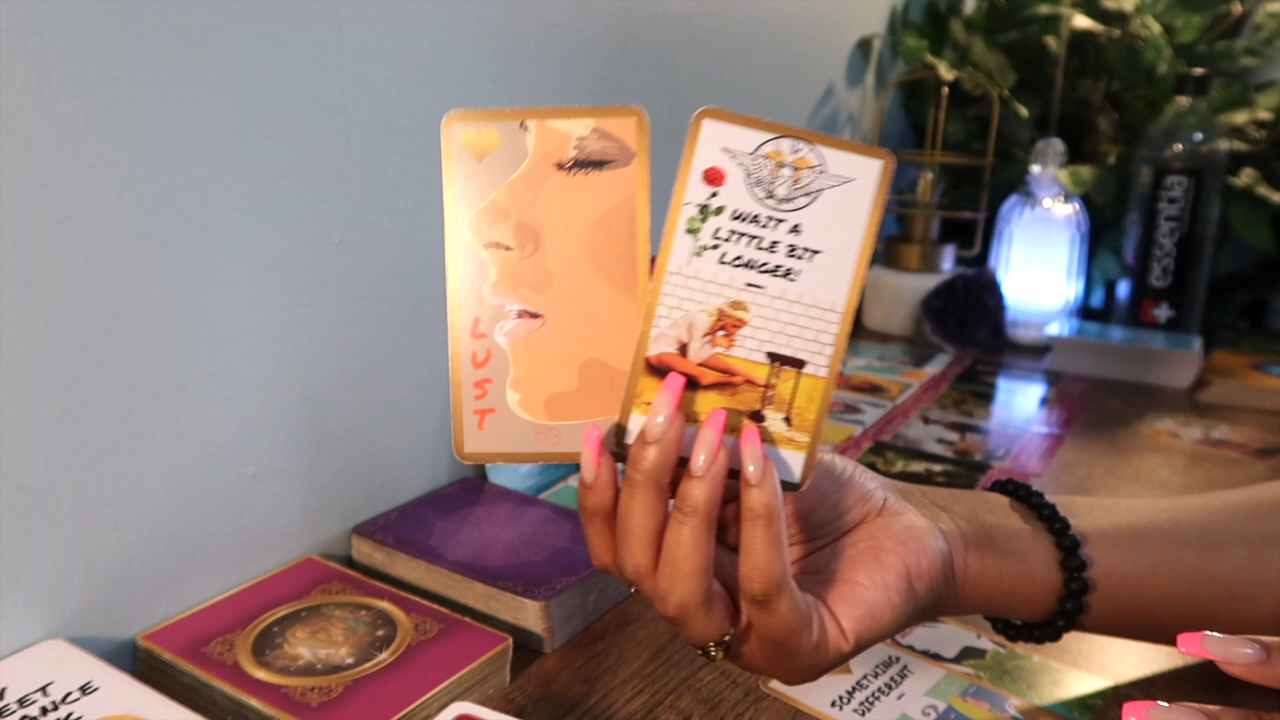 LUST
WAIT A
LITTLE BIT
LONGER!
essentia
SOMETHING
DIFFERENT